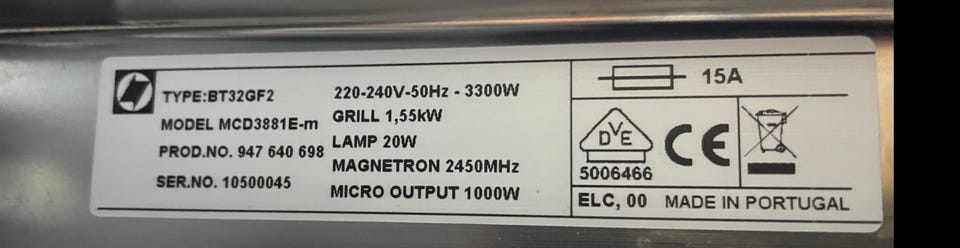 TYPE:BT32GF2
MODEL MCD3881E-m
PROD.NO. 947 640 698
SER.NO. 10500045
220-240V-50Hz - 3300W
GRILL 1,55kW
LAMP 20W
MAGNETRON 2450MHz
MICRO OUTPUT 1000W
15A
DVE
5006466
CE
ELC, 00 MADE IN PORTUGAL